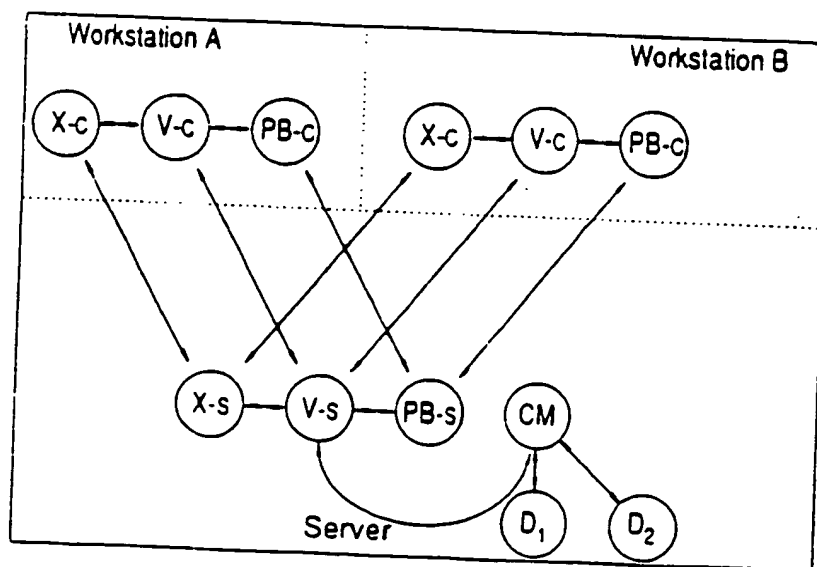 Workstation A
Workstation B
X-c
V-c
PB-c
X-c
V-c
PB-c
X-s
V-s
PB-s
CM
Server
D1
D2